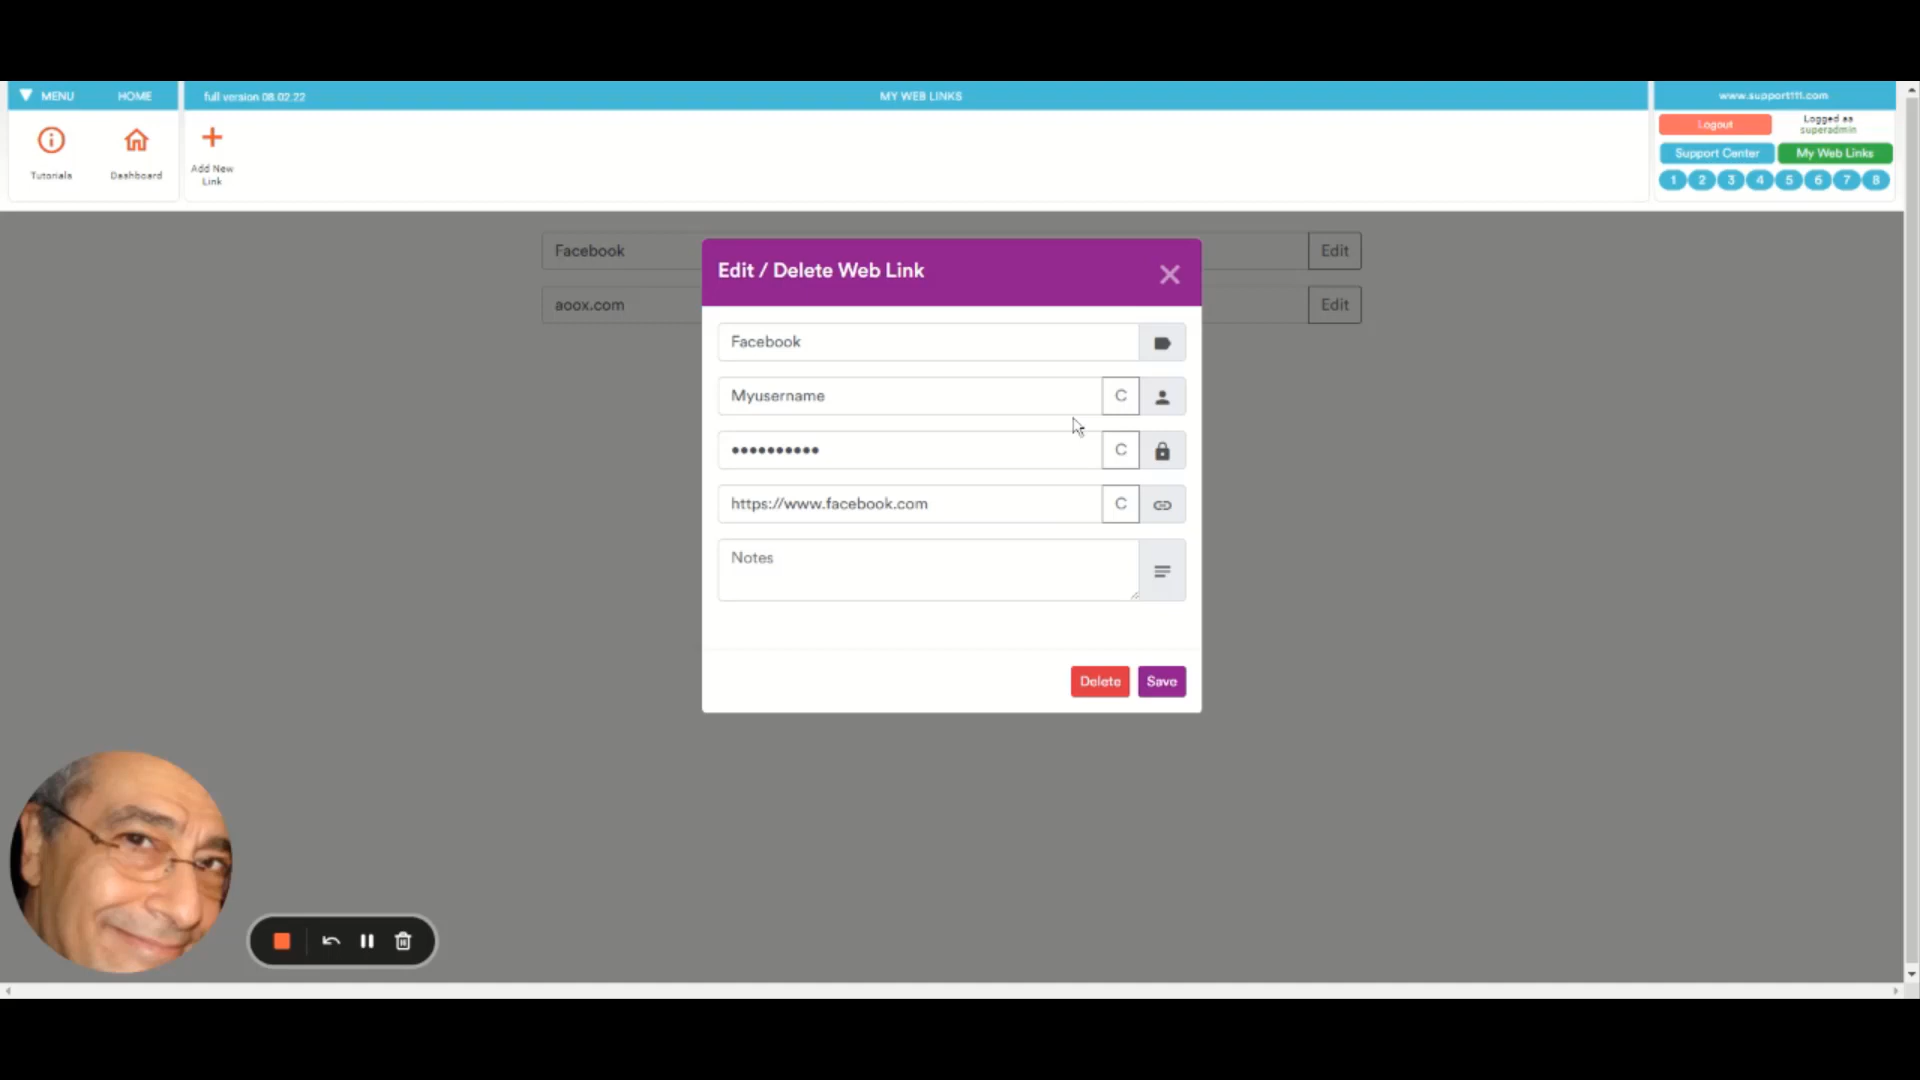 MENU
HOME
full version 08.02.22
MY WEB LINKS
www.support111.com
Tutorials
Dashboard
Add New
Link
Logout
Logged as
superadmin
Support Center
My Web Links
1 2 3 4 5 6 7 8
Facebook
Edit
aoox.com
Edit
Edit / Delete Web Link
Facebook
Myusername
C
••••••••••
C
https://www.facebook.com
C
Notes
Delete
Save